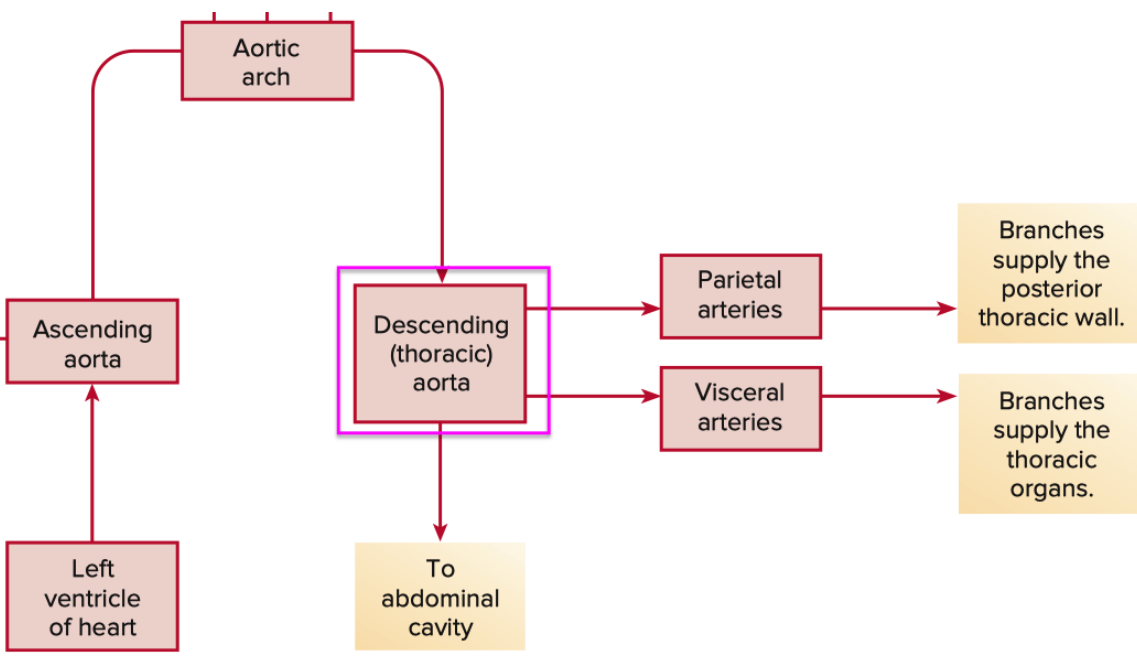 Aortic
arch
Ascending
aorta
Left
ventricle
of heart
Descending
(thoracic)
aorta
To
abdominal
cavity
Parietal
arteries
Branches
supply the
posterior
thoracic wall.
Visceral
arteries
Branches
supply the
thoracic
organs.